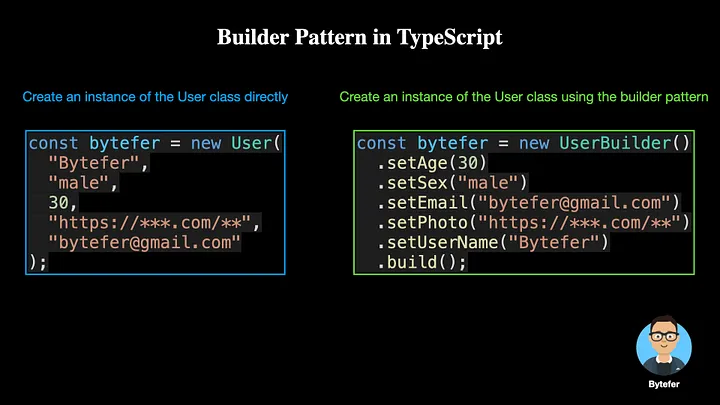 Builder Pattern in TypeScript
Create an instance of the User class directly
const bytefer = new User(
"Bytefer",
"male",
30,
"https://***.com/**",
"bytefer@gmail.com"
);
Create an instance of the User class using the builder pattern
const bytefer = new UserBuilder()
.setAge(30)
.setSex("male")
.setEmail("bytefer@gmail.com")
.setPhoto("https://***.com/**")
.setUserName("Bytefer")
.build();
Bytefer